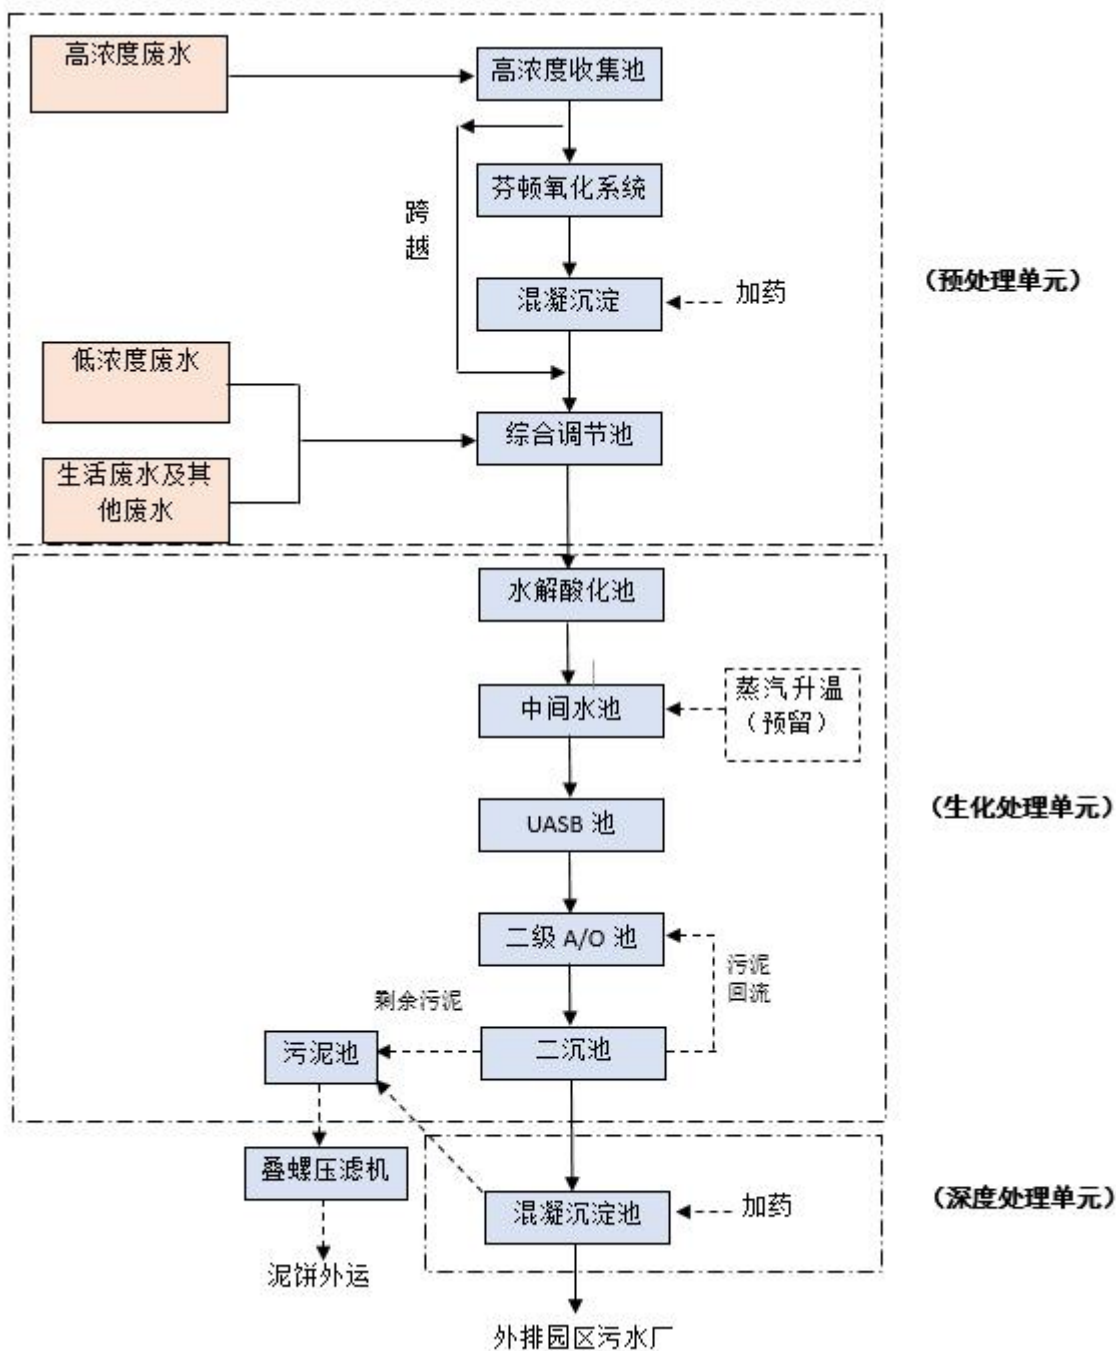 高浓度废水
高浓度收集池
芬顿氧化系统
跨
越
（预处理单元）
混凝沉淀
加药
低浓度废水
综合调节池
生活废水及其
他废水
水解酸化池
中间水池
蒸汽升温
（预留）
UASB 池
（生化处理单元）
二级 A/O 池
污泥
回流
剩余污泥
污泥池
二沉池
叠螺压滤机
混凝沉淀池
加药
（深度处理单元）
泥饼外运
外排园区污水厂